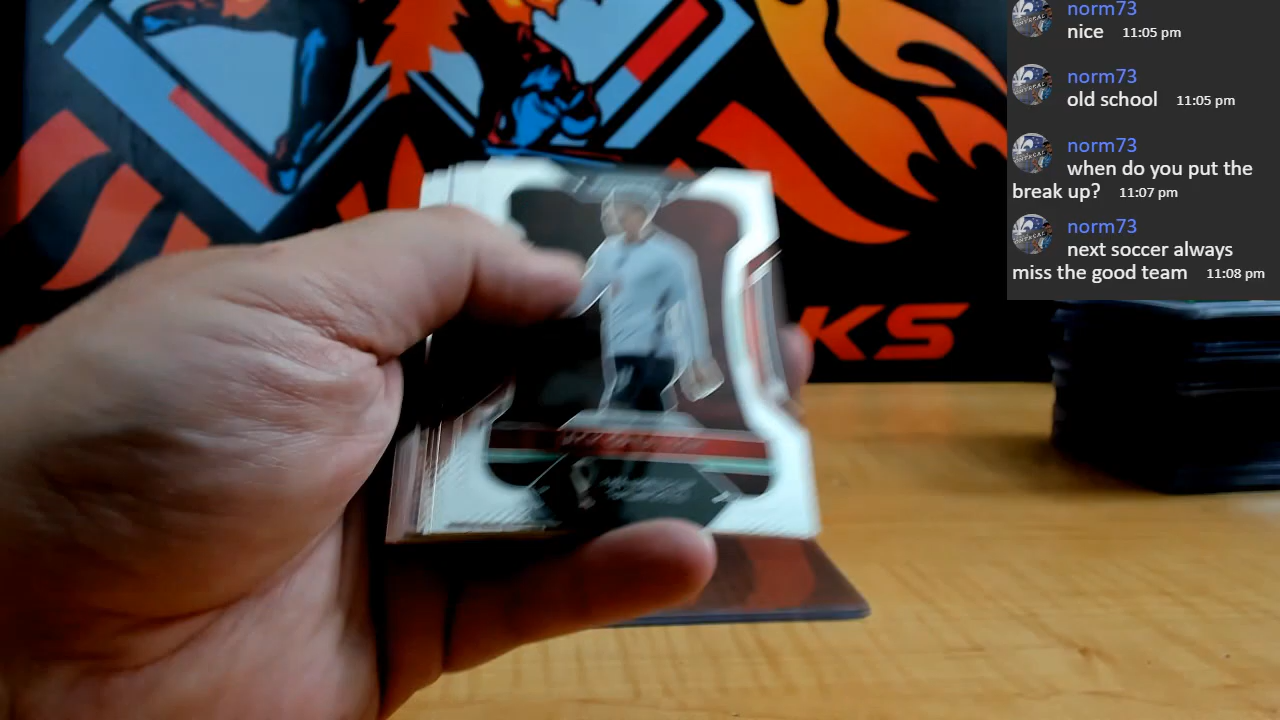 norm73
nice 11:05 pm
norm73
old school 11:05 pm
norm73
when do you put the
break up? 11:07 pm
norm73
next soccer always
miss the good team 11:08 pm
KS